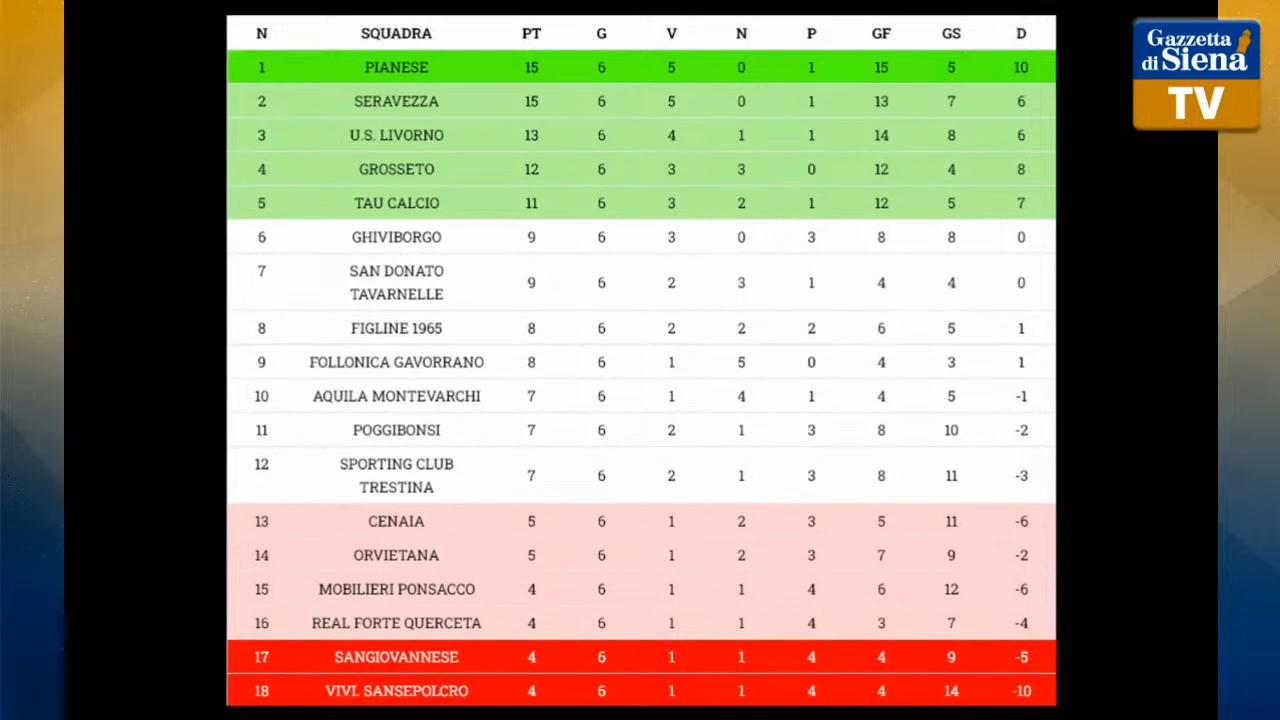 N SQUADRA PT G V N P GF GS D
1 PIANESE 15 6 5 0 1 15 5 10
2 SERAVEZZA 15 6 5 0 1 13 7 6
3 U.S. LIVORNO 13 6 4 1 1 14 8 6
4 GROSSETO 12 6 3 3 0 12 4 8
5 TAU CALCIO 11 6 3 2 1 12 5 7
6 GHIVIBORGO 9 6 3 0 3 8 8 0
7 SAN DONATO
TAVARNELLE 9 6 2 3 1 4 4 0
8 FIGLINE 1965 8 6 2 2 2 6 5 1
9 FOLLONICA GAVORRANO 8 6 1 5 0 4 3 1
10 AQUILA MONTEVARCHI 7 6 1 4 1 4 5 -1
11 POGGIBONSI 7 6 2 1 3 8 10 -2
12 SPORTING CLUB
TRESTINA 7 6 2 1 3 8 11 -3
13 CENAIA 5 6 1 2 3 5 11 -6
14 ORVIETANA 5 6 1 2 3 7 9 -2
15 MOBILIERI PONSACCO 4 6 1 1 4 6 12 -6
16 REAL FORTE QUERCETA 4 6 1 1 4 3 7 -4
17 SANGIOVANNESE 4 6 1 1 4 4 9 -5
18 VIVI. SANSEPOLCRO 4 6 1 1 4 4 14 -10
Gazzetta
di Siena
TV